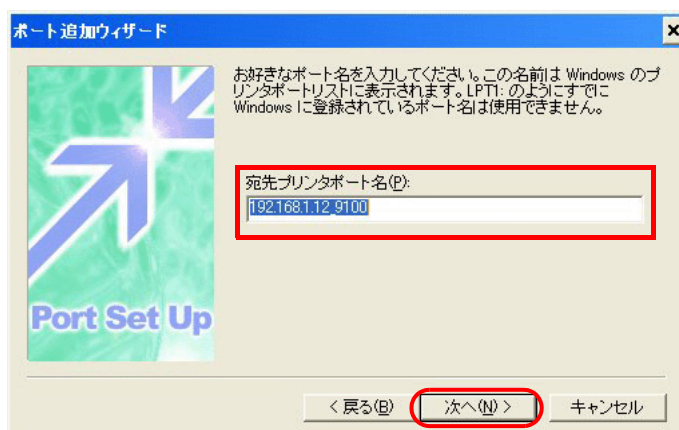 ポート追加ウィザード
お好きなポート名を入力してください。この名前は Windows のプ
リンタポートリストに表示されます。LPT1: のようにすでに
Windows に登録されているポート名は使用できません。
宛先プリンタポート名(P):
192.168.1.12_9100
Port Set Up
< 戻る(B)
次へ(N) >
キャンセル